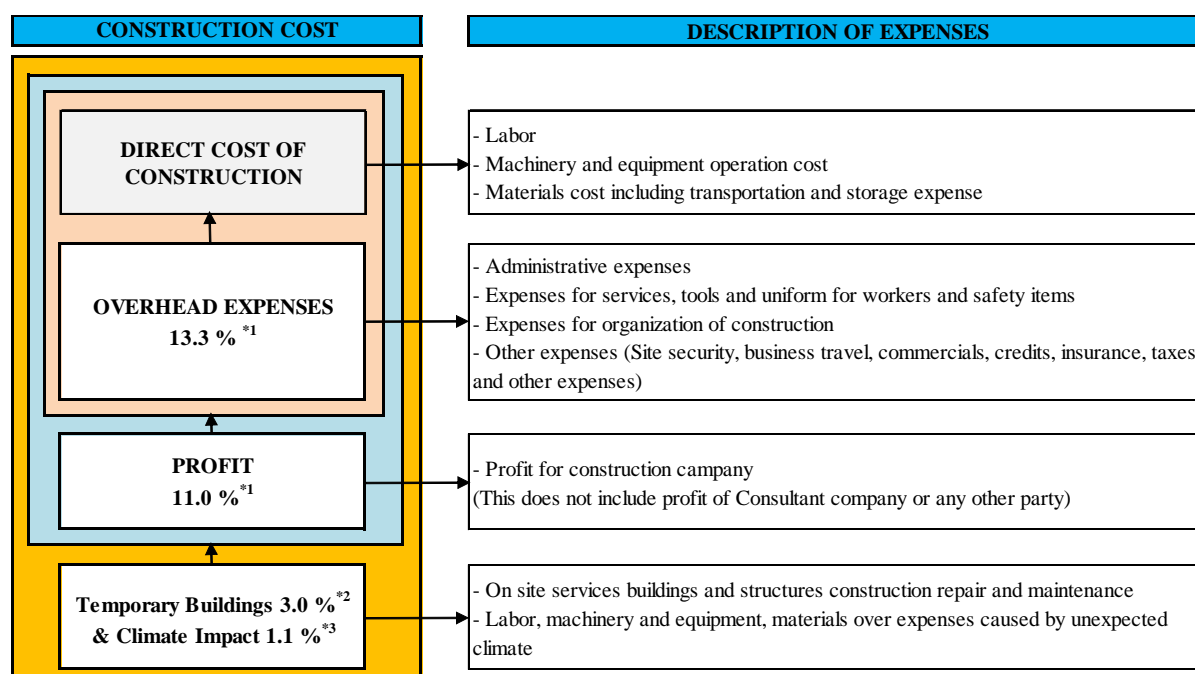 CONSTRUCTION COST
DESCRIPTION OF EXPENSES
DIRECT COST OF
CONSTRUCTION
- Labor
- Machinery and equipment operation cost
- Materials cost including transportation and storage expense
OVERHEAD EXPENSES
13.3 % *1
- Administrative expenses
- Expenses for services, tools and uniform for workers and safety items
- Expenses for organization of construction
- Other expenses (Site security, business travel, commercials, credits, insurance, taxes
and other expenses)
PROFIT
11.0 %*1
- Profit for construction campany
(This does not include profit of Consultant company or any other party)
Temporary Buildings 3.0 %*2
& Climate Impact 1.1 %*3
- On site services buildings and structures construction repair and maintenance
- Labor, machinery and equipment, materials over expenses caused by unexpected
climate